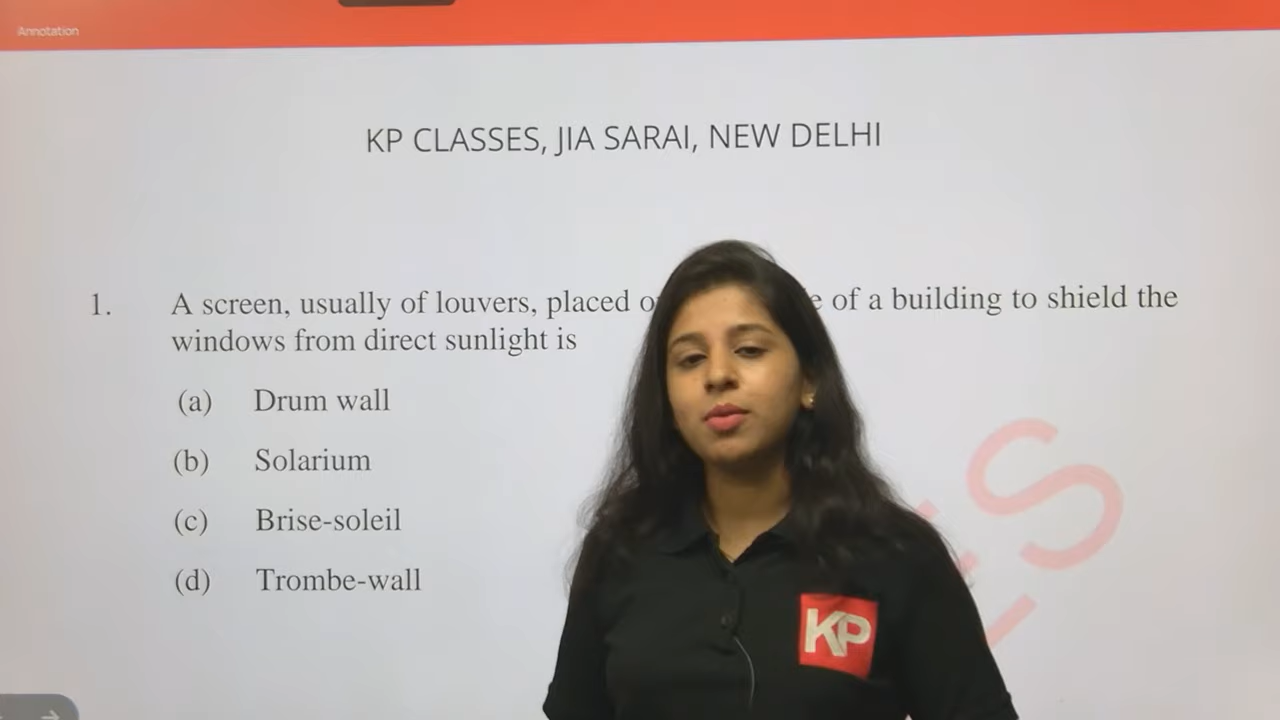 Annotation
KP CLASSES, JIA SARAI, NEW DELHI
1. A screen, usually of louvers, placed of a building to shield the
windows from direct sunlight is
(a) Drum wall
(b) Solarium
(c) Brise-soleil
(d) Trombe-wall
KP